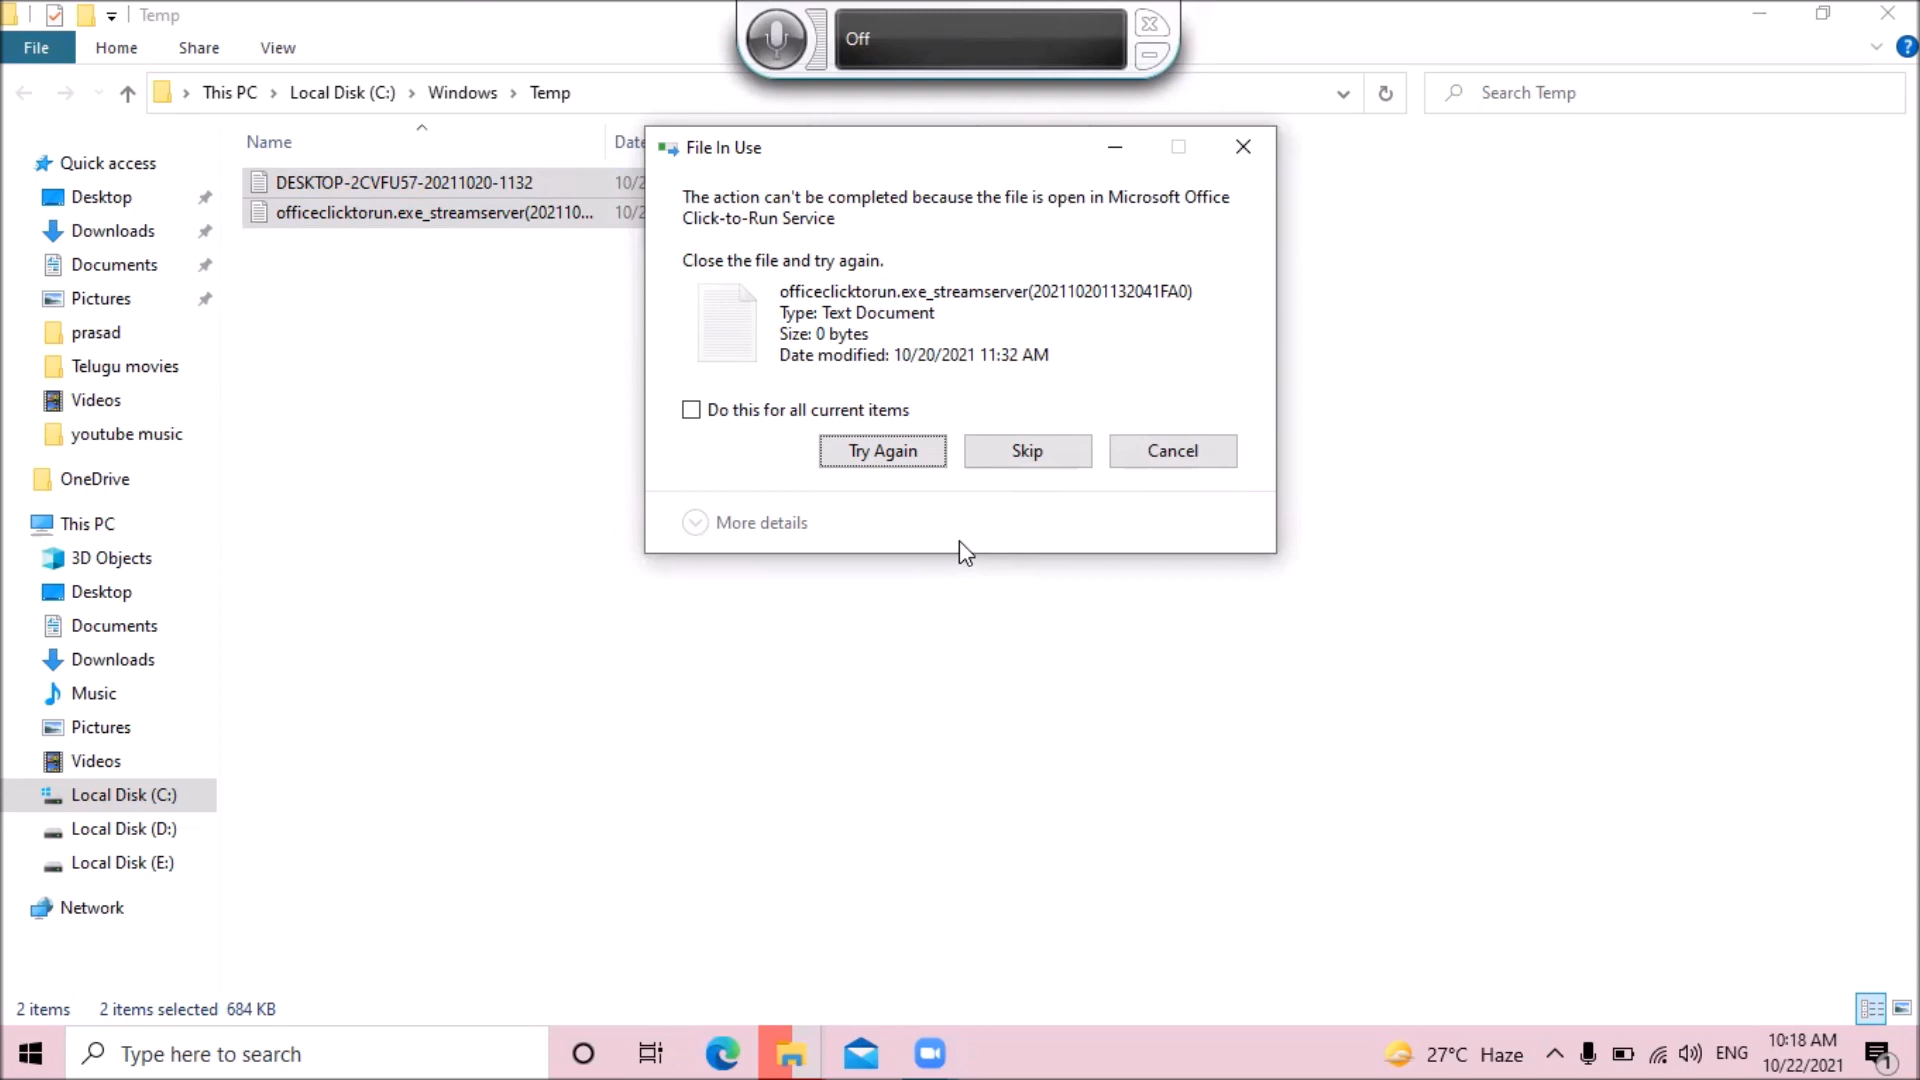 Temp
Off
File
Home
Share
View
This PC
Local Disk (C:)
Windows
Temp
Search Temp
Name
Date
DESKTOP-2CVFU57-20211020-1132
10/2
officeclicktorun.exe_streamserver(202110...
10/2
Quick access
Desktop
Downloads
Documents
Pictures
prasad
Telugu movies
Videos
youtube music
OneDrive
This PC
3D Objects
Desktop
Documents
Downloads
Music
Pictures
Videos
Local Disk (C:)
Local Disk (D:)
Local Disk (E:)
Network
File In Use
The action can't be completed because the file is open in Microsoft Office
Click-to-Run Service
Close the file and try again.
officeclicktorun.exe_streamserver(202110201132041FA0)
Type: Text Document
Size: 0 bytes
Date modified: 10/20/2021 11:32 AM
Do this for all current items
Try Again
Skip
Cancel
More details
2 items
2 items selected 684 KB
Type here to search
27°C Haze
ENG
10:18 AM
10/22/2021
1